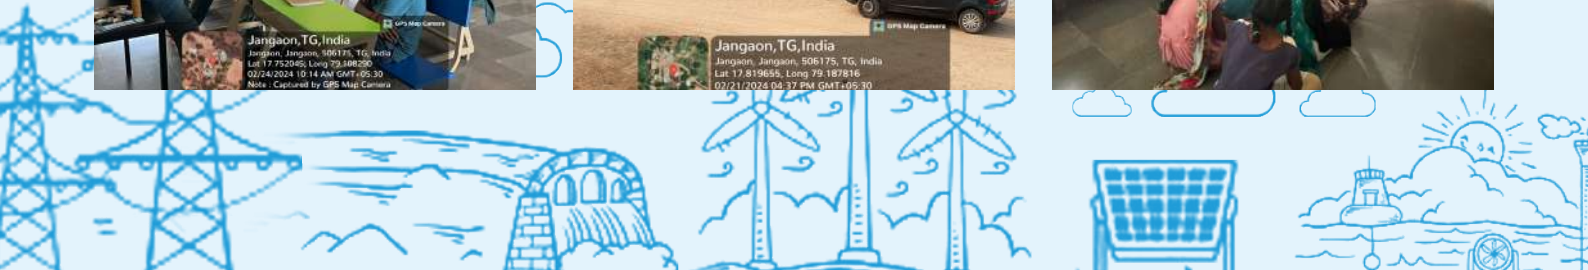 GPS Map Camera
Jangaon,TG,India
Jangaon, Jangaon, 506175, TG, India
Lat 17.752045, Long 79.108290
02/24/2024 10:14 AM GMT+05:30
Note : Captured by GPS Map Camera
GPS Map Camera
Jangaon,TG,India
Jangaon, Jangaon, 506175, TG, India
Lat 17.819655, Long 79.187816
02/21/2024 04:37 PM GMT+05:30